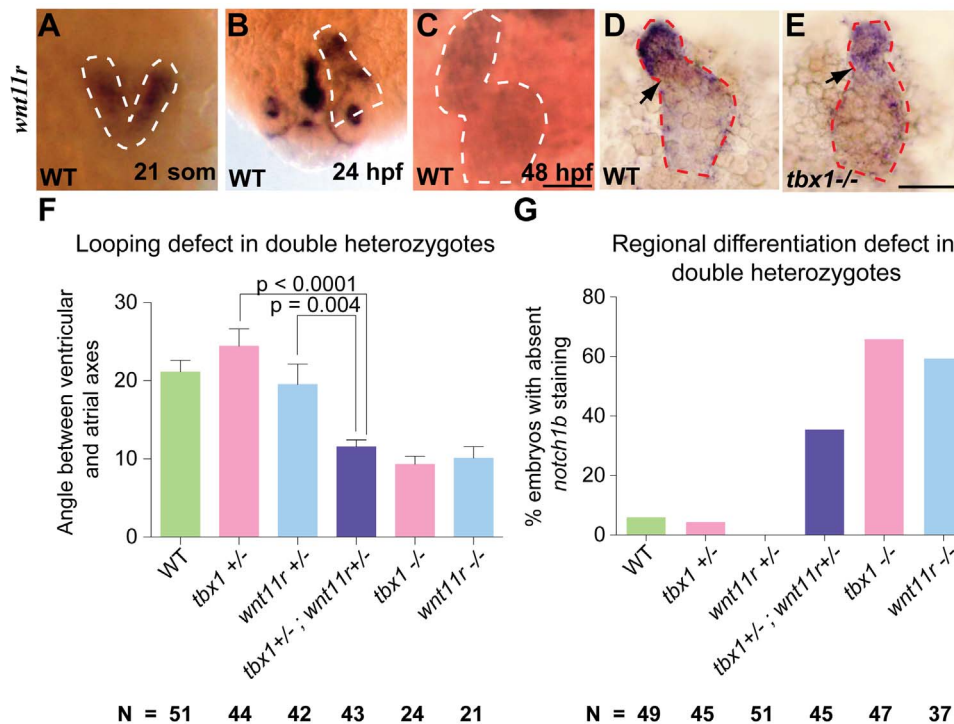 wnt11r
A
WT
21 som
B
WT
24 hpf
C
WT
48 hpf
D
WT
E
tbx1-/-
F
Looping defect in double heterozygotes
Angle between ventricular
and atrial axes
30
20
10
0
p < 0.0001
p = 0.004
WT
tbx1 +/-
wnt11r +/-
tbx1+/- ; wnt11r+/-
tbx1 -/-
wnt11r -/-
N = 51 44 42 43 24 21
G
Regional differentiation defect in
double heterozygotes
% embryos with absent
notch1b staining
80
60
40
20
0
WT
tbx1 +/-
wnt11r +/-
tbx1+/- ; wnt11r+/-
tbx1 -/-
wnt11r -/-
N = 49 45 51 45 47 37